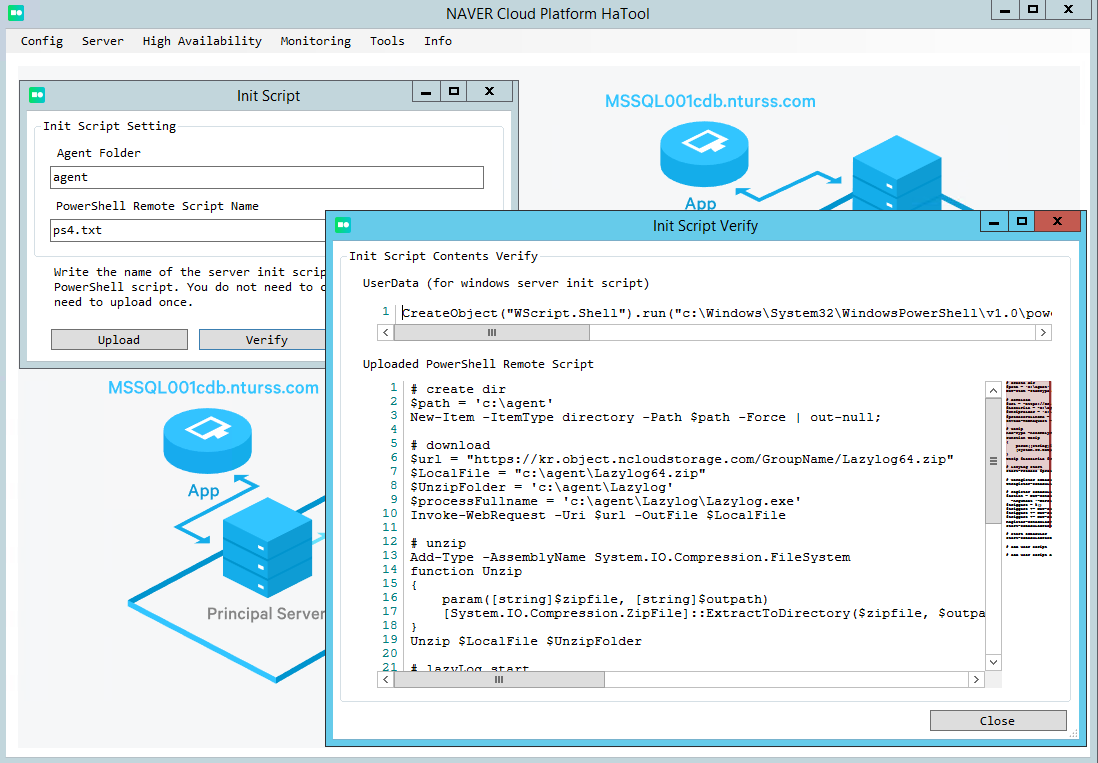 NAVER Cloud Platform HaTool
Config Server High Availability Monitoring Tools Info
MSSQL001cdb.nturss.com
App
Init Script
Init Script Setting
Agent Folder
agent
PowerShell Remote Script Name
ps4.txt
Write the name of the server init scrip
PowerShell script. You do not need to c
need to upload once.
Upload Verify
MSSQL001cdb.nturss.com
App
Principal Server
Init Script Verify
Init Script Contents Verify
UserData (for windows server init script)
1 CreateObject("WScript.Shell").run("c:\Windows\System32\WindowsPowerShell\v1.0\powe
Uploaded PowerShell Remote Script
1 # create dir
2 $path = 'c:\agent'
3 New-Item -ItemType directory -Path $path -Force | out-null;
4
5 # download
6 $url = "https://kr.object.ncloudstorage.com/GroupName/Lazylog64.zip"
7 $LocalFile = "c:\agent\Lazylog64.zip"
8 $UnzipFolder = 'c:\agent\Lazylog'
9 $processFullname = 'c:\agent\Lazylog\Lazylog.exe'
10 Invoke-WebRequest -Uri $url -OutFile $LocalFile
11
12 # unzip
13 Add-Type -AssemblyName System.IO.Compression.FileSystem
14 function Unzip
15 {
16 param([string]$zipfile, [string]$outpath)
17 [System.IO.Compression.ZipFile]::ExtractToDirectory($zipfile, $outpa
18 }
19 Unzip $LocalFile $UnzipFolder
20
21 # lazyLog start
Close